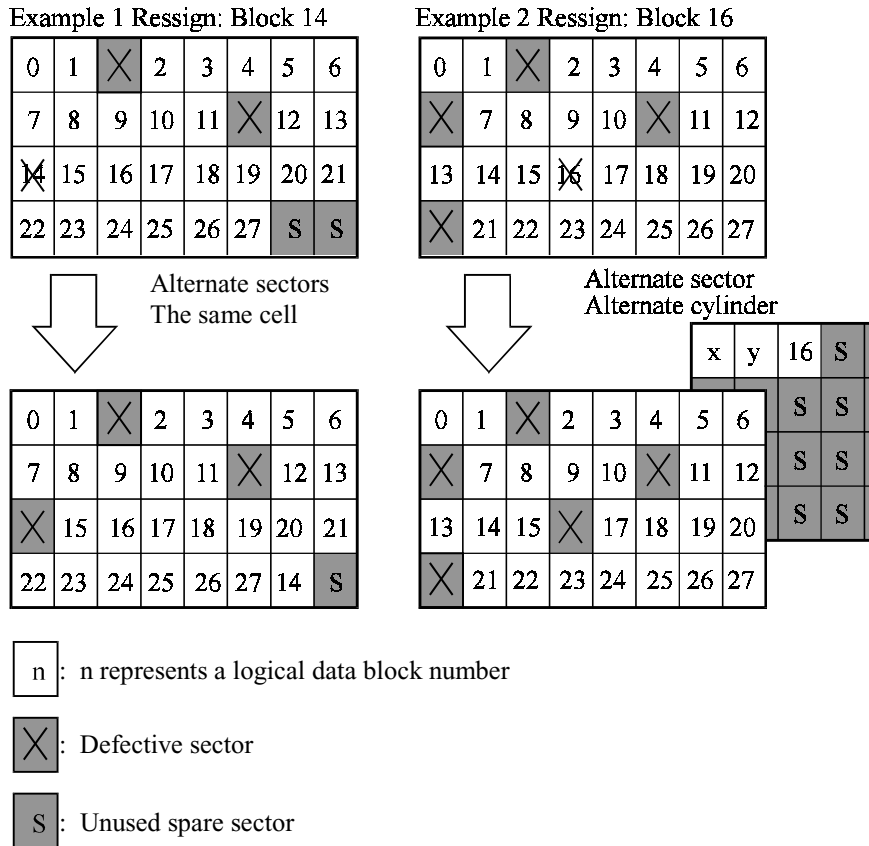 Example 1 Ressign: Block 14
0 1 X 2 3 4 5 6
7 8 9 10 11 X 12 13
14 15 16 17 18 19 20 21
22 23 24 25 26 27 S S
Alternate sectors
The same cell
0 1 X 2 3 4 5 6
7 8 9 10 11 X 12 13
X 15 16 17 18 19 20 21
22 23 24 25 26 27 14 S
Example 2 Ressign: Block 16
0 1 X 2 3 4 5 6
X 7 8 9 10 X 11 12
13 14 15 16 17 18 19 20
X 21 22 23 24 25 26 27
Alternate sector
Alternate cylinder
x y 16 S
S S
S S
S S
0 1 X 2 3 4 5 6
X 7 8 9 10 X 11 12
13 14 15 X 17 18 19 20
X 21 22 23 24 25 26 27
n : n represents a logical data block number
X : Defective sector
S : Unused spare sector